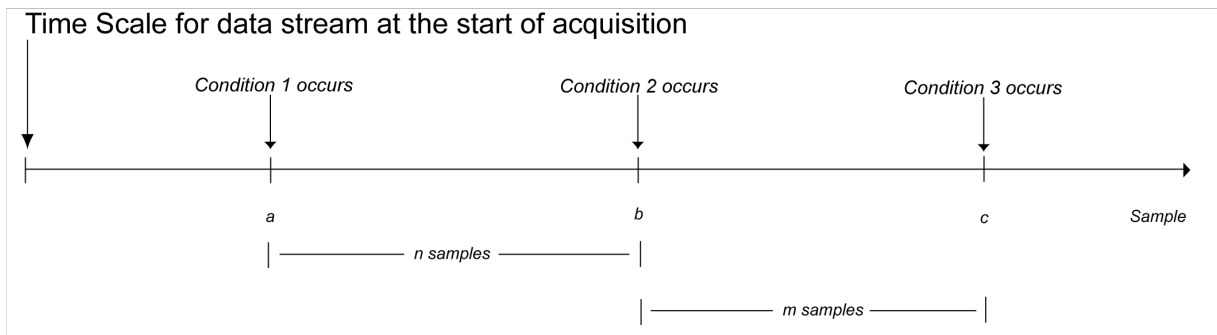 Time Scale for data stream at the start of acquisition
Condition 1 occurs
Condition 2 occurs
Condition 3 occurs
a
b
c
Sample
n samples
m samples